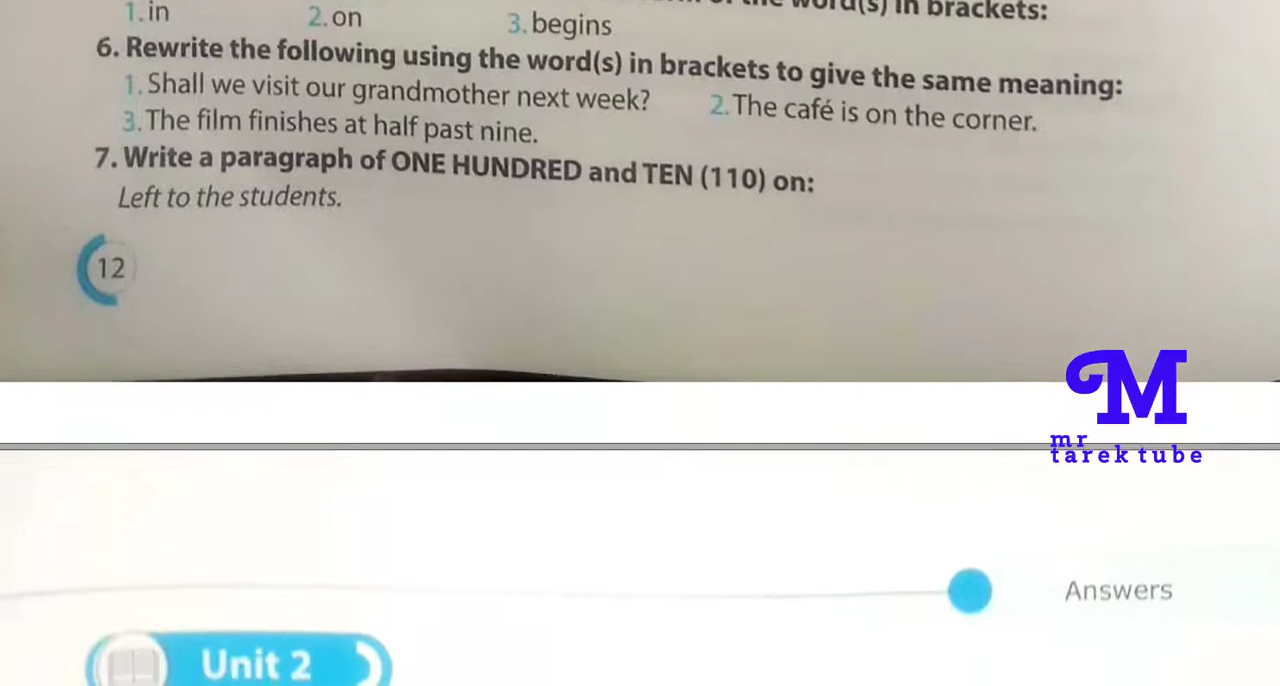 word(s) in brackets:
1. in 2. on 3. begins
6. Rewrite the following using the word(s) in brackets to give the same meaning:
1. Shall we visit our grandmother next week? 2. The café is on the corner.
3. The film finishes at half past nine.
7. Write a paragraph of ONE HUNDRED and TEN (110) on:
Left to the students.
12
M
mr
tarek tube
Answers
Unit 2